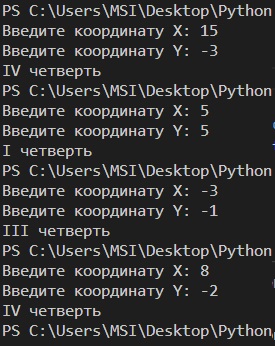 PS C:\Users\MSI\Desktop\Python
Введите координату X: 15
Введите координату Y: -3
IV четверть
PS C:\Users\MSI\Desktop\Python
Введите координату X: 5
Введите координату Y: 5
I четверть
PS C:\Users\MSI\Desktop\Python
Введите координату X: -3
Введите координату Y: -1
III четверть
PS C:\Users\MSI\Desktop\Python
Введите координату X: 8
Введите координату Y: -2
IV четверть
PS C:\Users\MSI\Desktop\Python